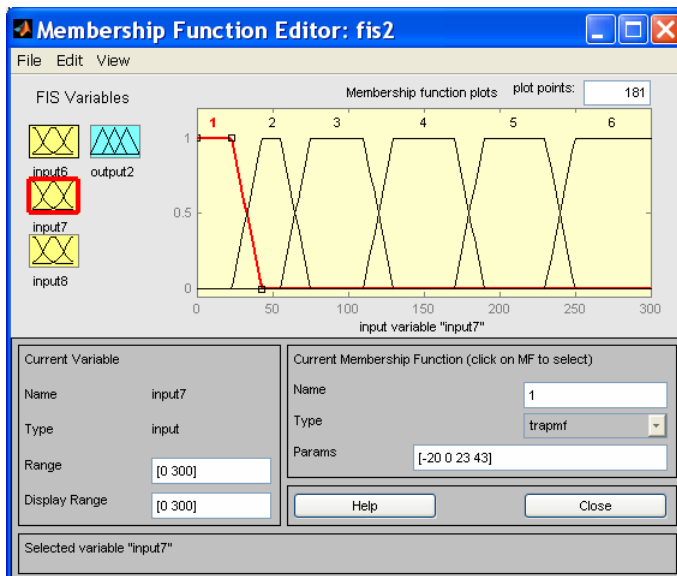 Membership Function Editor: fis2
File Edit View
FIS Variables
Membership function plots
plot points:
181
input6
output2
input7
input8
1 2 3 4 5 6
1
0.5
0
0 50 100 150 200 250 300
input variable "input7"
Current Variable
Name input7
Type input
Range [0 300]
Display Range [0 300]
Current Membership Function (click on MF to select)
Name 1
Type trapmf
Params [-20 0 23 43]
Help Close
Selected variable "input7"